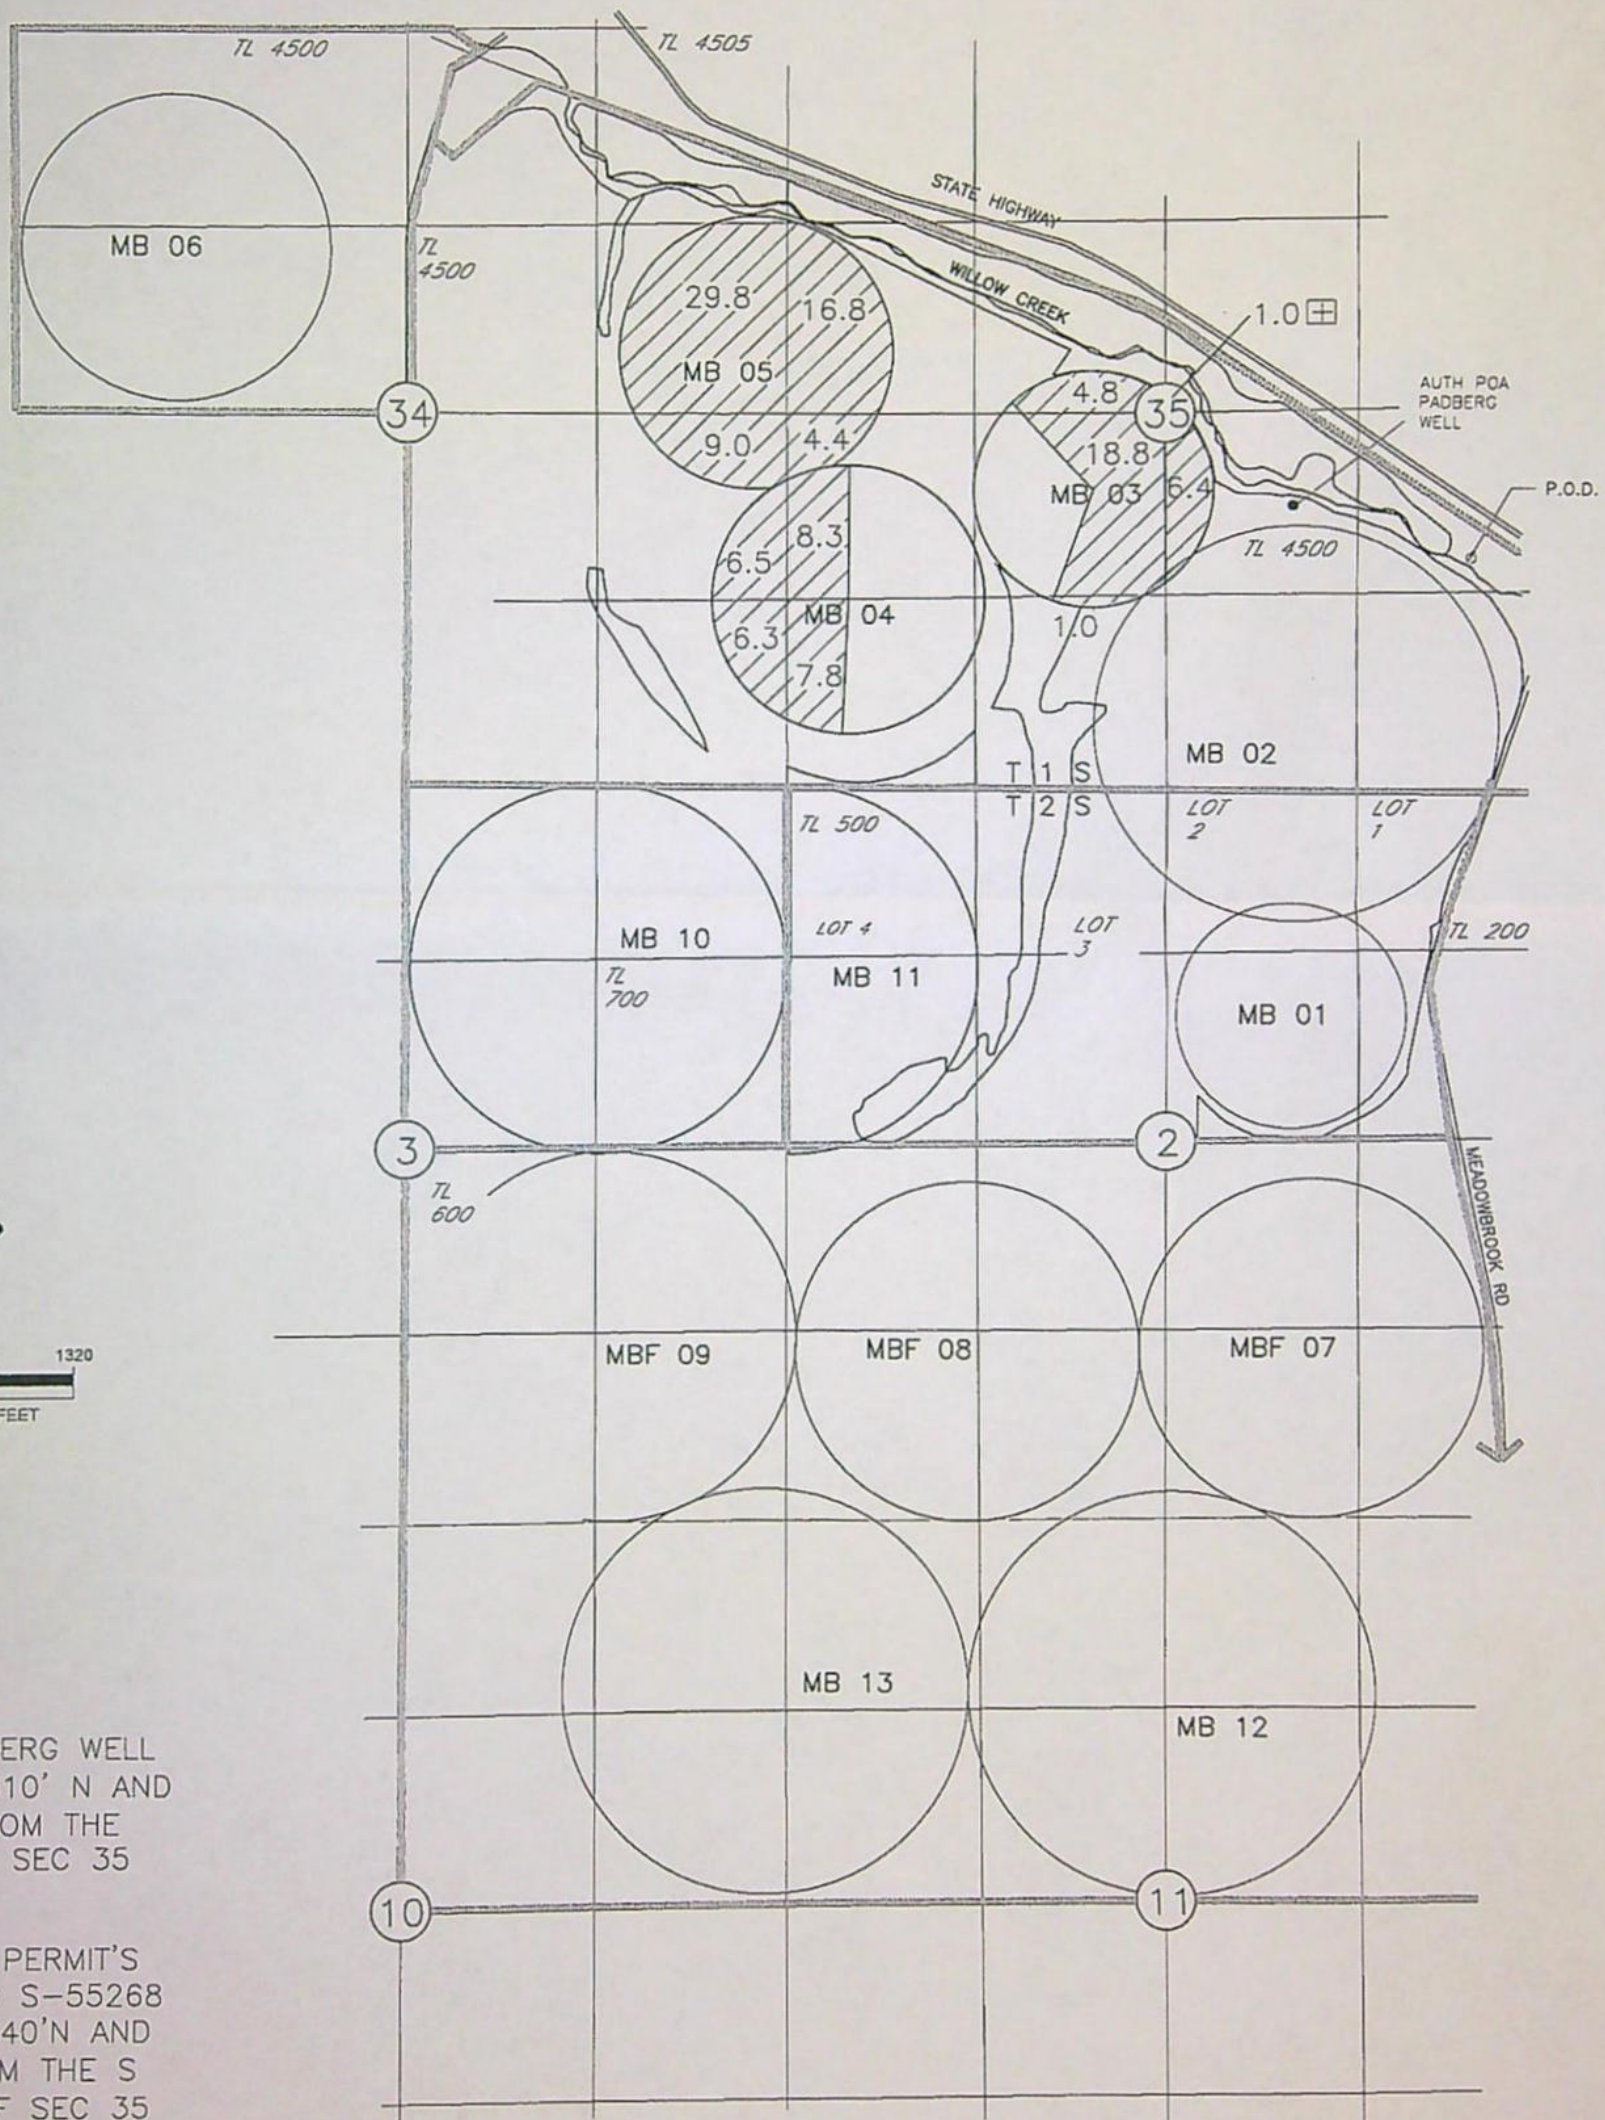 TL 4500
TL 4505
STATE HIGHWAY
MB 06
TL
4500
WILLOW CREEK
29.8
16.8
1.0
MB 05
4.8
AUTH POA
PADBERG
WELL
34
35
9.0
4.4
18.8
MB 03
6.4
P.O.D.
8.3
6.5
TL 4500
MB 04
6.3
1.0
7.8
MB 02
T 1 S
T 2 S
LOT
2
LOT
1
TL 500
MB 10
LOT 4
LOT
3
TL 200
TL
700
MB 11
MB 01
3
2
TL
600
MEADOWBROOK RD
MBF 09
MBF 08
MBF 07
1320
FEET
MB 13
MB 12
ERG WELL
10' N AND
OM THE
SEC 35
10
11
PERMIT'S
S-55268
40'N AND
M THE S
F SEC 35